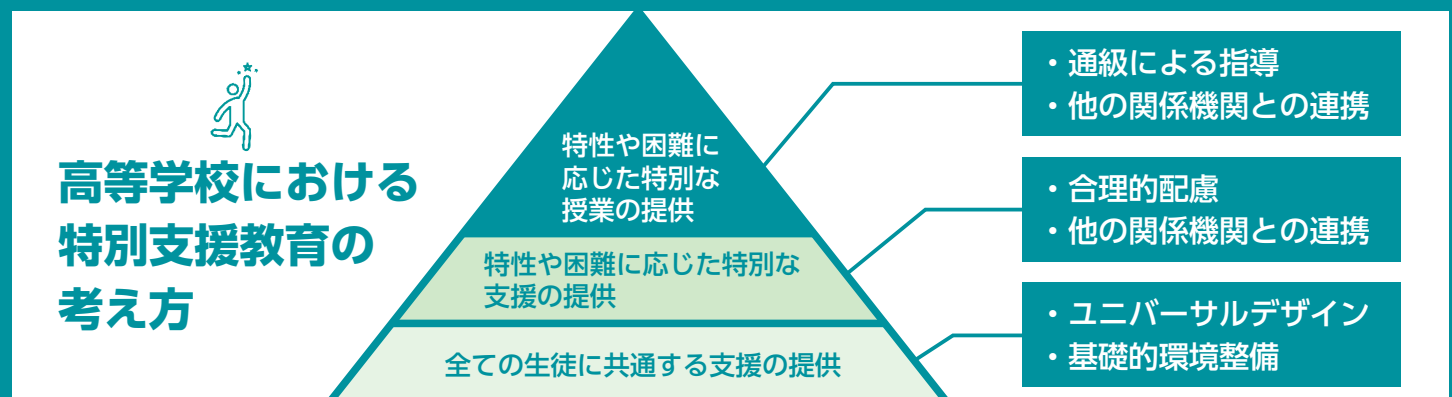 高等学校における
特別支援教育の
考え方
特性や困難に
応じた特別な
授業の提供
特性や困難に応じた特別な
支援の提供
全ての生徒に共通する支援の提供
・通級による指導
・他の関係機関との連携
・合理的配慮
・他の関係機関との連携
・ユニバーサルデザイン
・基礎的環境整備